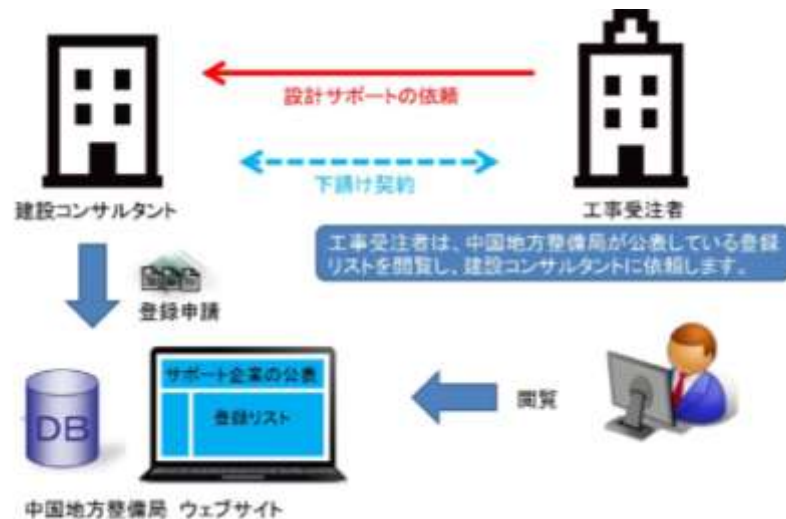 設計サポートの依頼
下請け契約
建設コンサルタント
工事受注者
工事受注者は、中国地方整備局が公表している登録
リストを閲覧し、建設コンサルタントに依頼します。
登録申請
サポート企業の公表
登録リスト
閲覧
DB
中国地方整備局 ウェブサイト